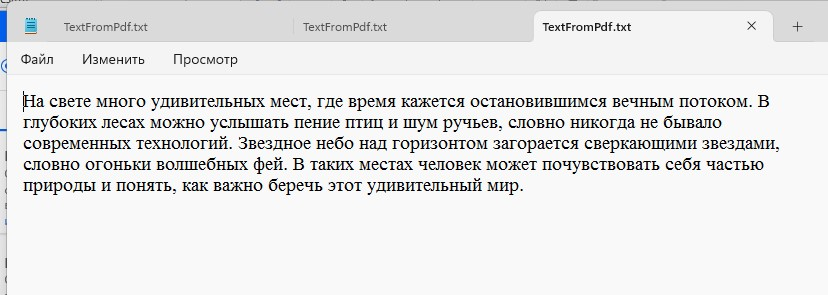 TextFromPdf.txt TextFromPdf.txt TextFromPdf.txt
Файл Изменить Просмотр
На свете много удивительных мест, где время кажется остановившимся вечным потоком. В
глубоких лесах можно услышать пение птиц и шум ручьев, словно никогда не бывало
современных технологий. Звездное небо над горизонтом загорается сверкающими звездами,
словно огоньки волшебных фей. В таких местах человек может почувствовать себя частью
природы и понять, как важно беречь этот удивительный мир.